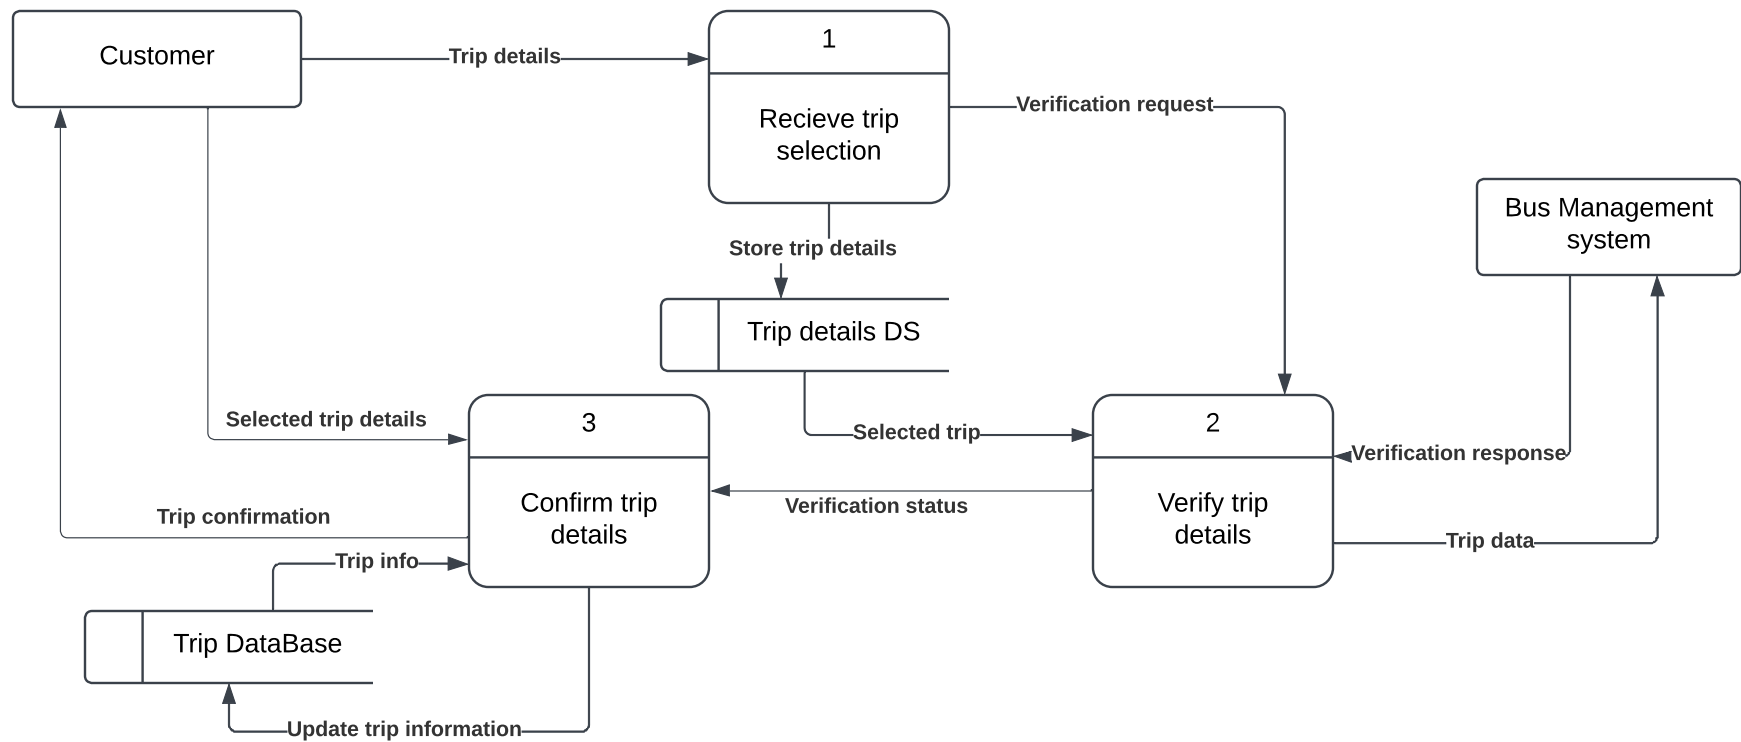 Customer
Trip details
1
Recieve trip
selection
Verification request
Bus Management
system
Store trip details
Trip details DS
Selected trip details
3
Selected trip
2
Verification response
Confirm trip
details
Verification status
Verify trip
details
Trip confirmation
Trip data
Trip info
Trip DataBase
Update trip information